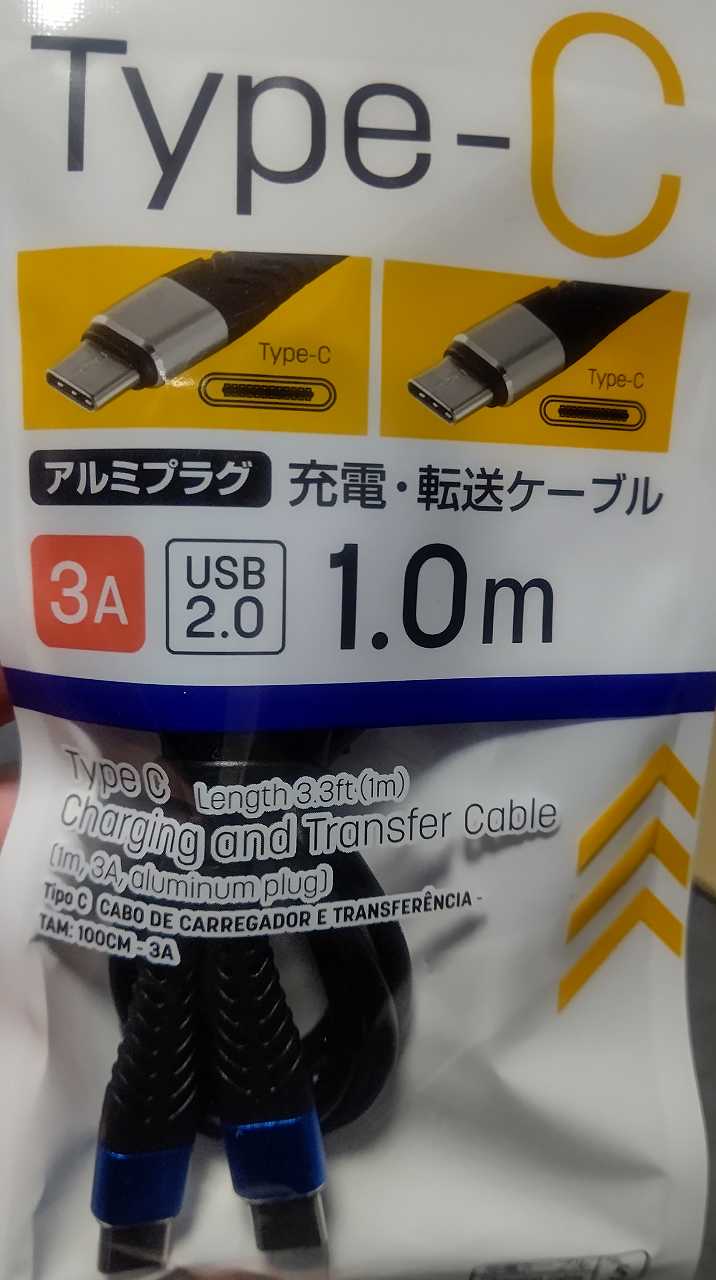 Type-C
Type-C
Type-C
アルミプラグ 充電・転送ケーブル
3A USB 2.0 1.0m
Type C Length 3.3ft (1m)
Charging and Transfer Cable
(1m, 3A, aluminum plug)
Tipo C CABO DE CARREGADOR E TRANSFERÊNCIA -
TAM: 100CM - 3A